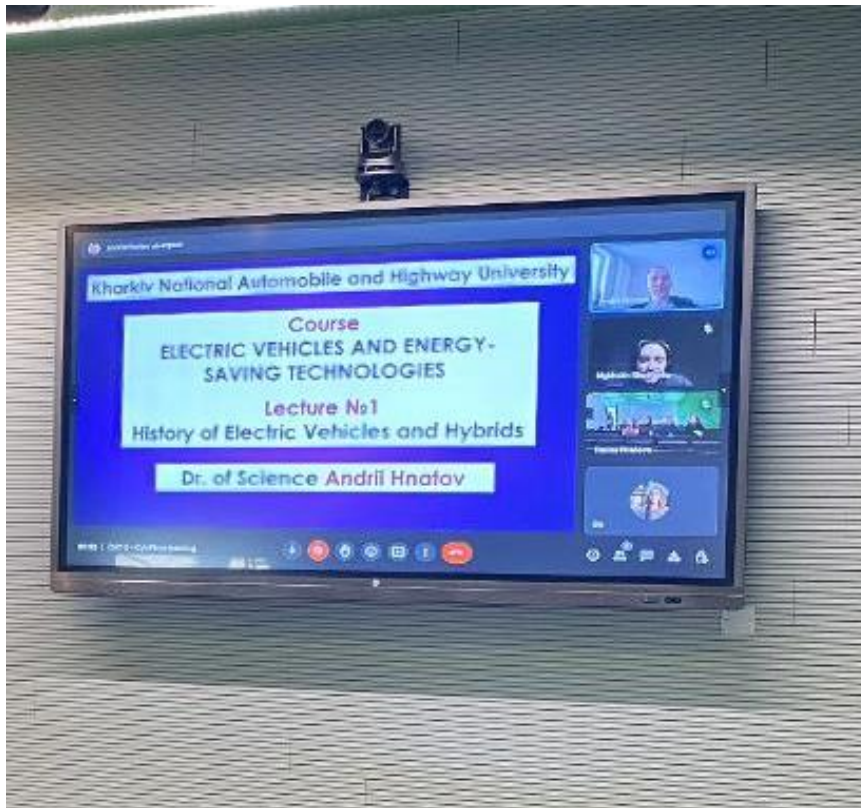 Kharkiv National Automobile and Highway University
Course
ELECTRIC VEHICLES AND ENERGY-
SAVING TECHNOLOGIES
Lecture №1
History of Electric Vehicles and Hybrids
Dr. of Science Andrii Hnatov